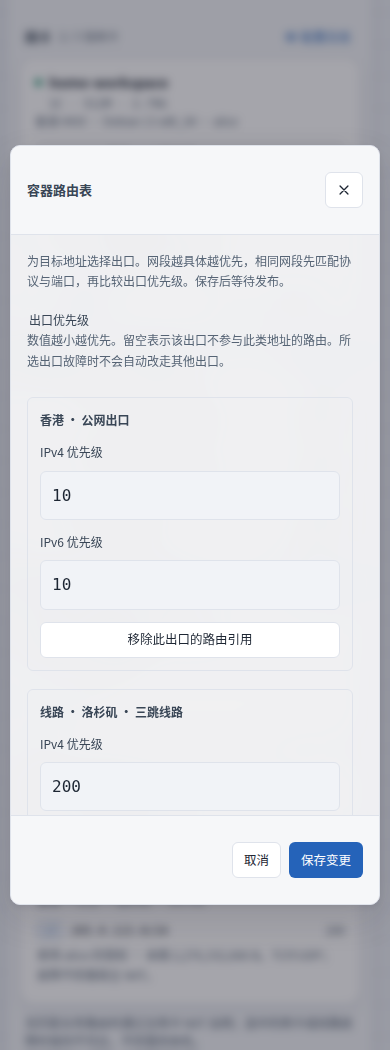 容器路由表
为目标地址选择出口。网段越具体越优先，相同网段先匹配协
议与端口，再比较出口优先级。保存后等待发布。
出口优先级
数值越小越优先。留空表示该出口不参与此类地址的路由。所
选出口故障时不会自动改走其他出口。
香港 · 公网出口
IPv4 优先级
10
IPv6 优先级
10
移除此出口的路由引用
线路 · 洛杉矶 · 三跳线路
IPv4 优先级
200
取消 保存变更